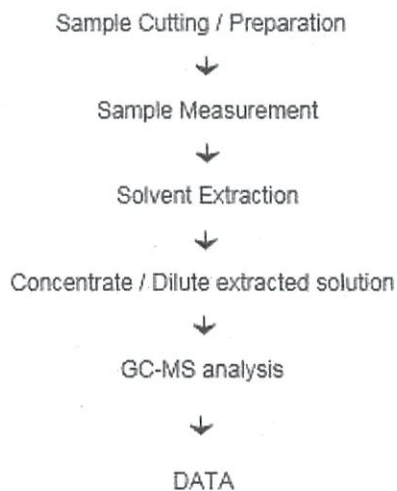 Sample Cutting / Preparation
↓
Sample Measurement
↓
Solvent Extraction
↓
Concentrate / Dilute extracted solution
↓
GC-MS analysis
↓
DATA